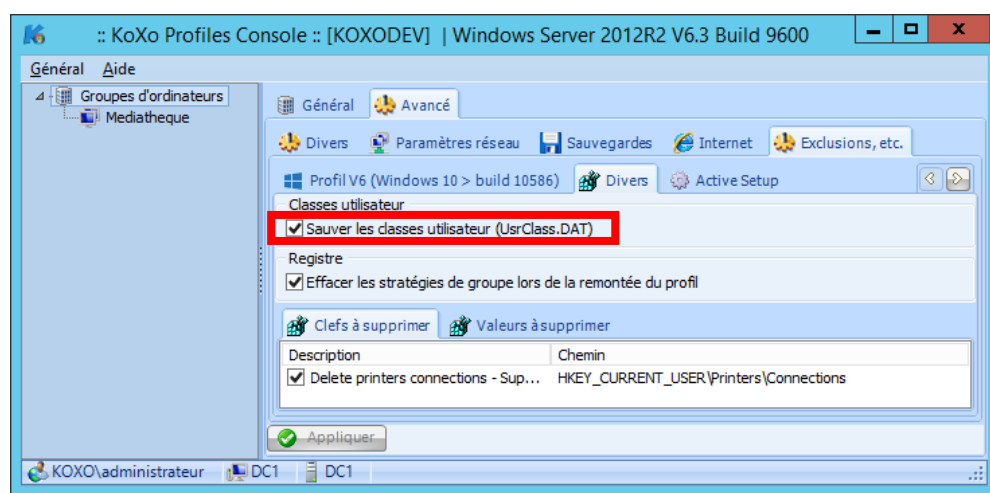 :: KoXo Profiles Console :: [KOXODEV] | Windows Server 2012R2 V6.3 Build 9600
Général Aide
Groupes d'ordinateurs
Mediatheque
Général Avancé
Divers Paramètres réseau Sauvegardes Internet Exclusions, etc.
Profil V6 (Windows 10 > build 10586) Divers Active Setup
Classes utilisateur
Sauver les classes utilisateur (UsrClass.DAT)
Registre
Effacer les stratégies de groupe lors de la remontée du profil
Clefs à supprimer Valeurs à supprimer
Description Chemin
Delete printers connections - Sup... HKEY_CURRENT_USER\Printers\Connections
Appliquer
KOXO\administrateur DC1 DC1